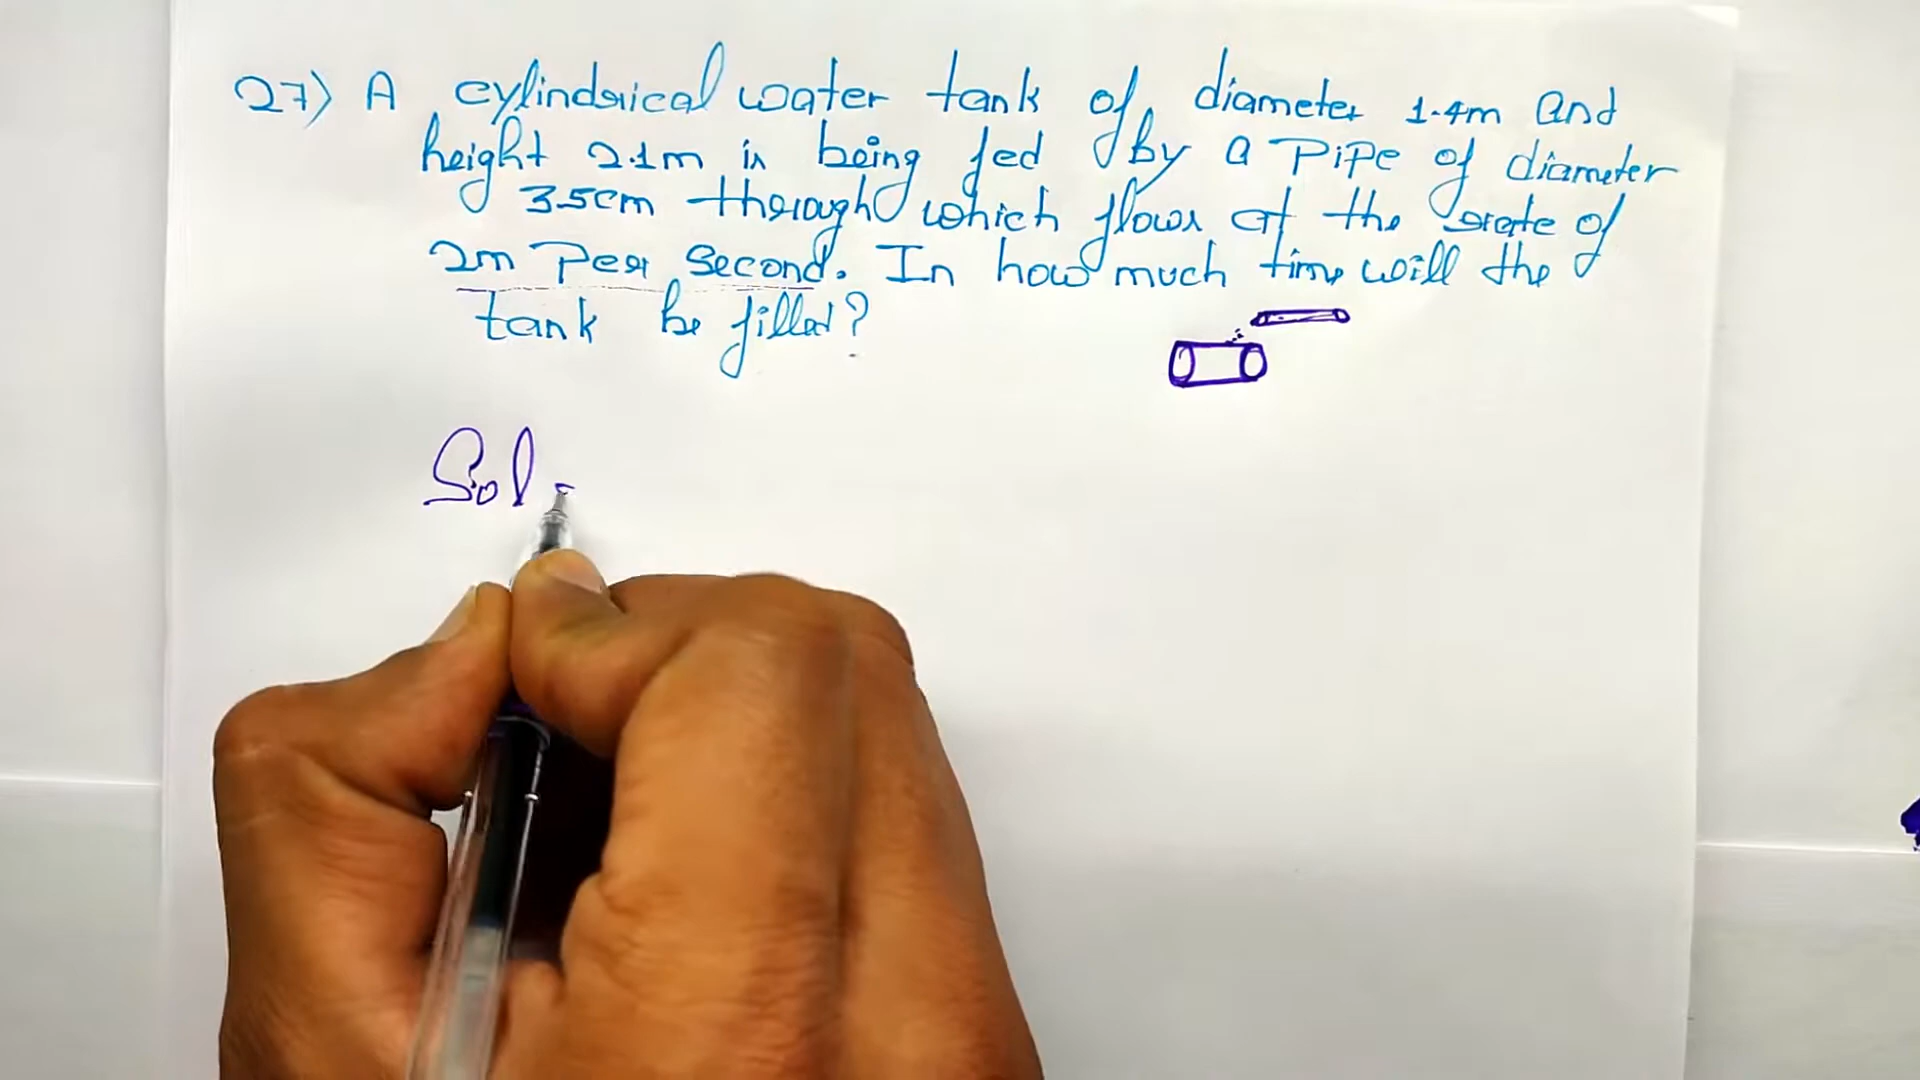 27) A cylindrical water tank of diameter 1.4m and
height 2.1m is being fed by a Pipe of diameter
3.5cm through which flows at the rate of
2m Per second. In how much time will the
tank be filled?
Sol